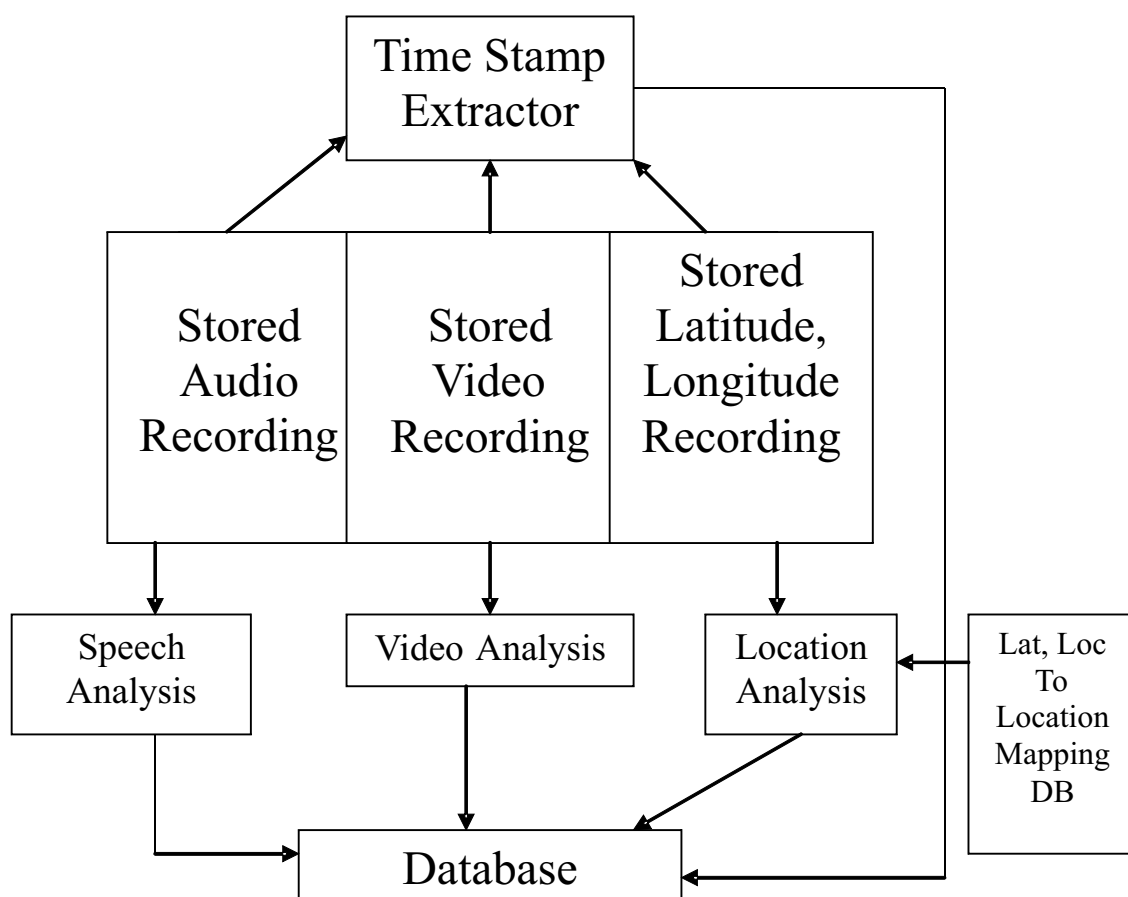 Time Stamp
Extractor
Stored
Audio
Recording
Stored
Video
Recording
Stored
Latitude,
Longitude
Recording
Speech
Analysis
Video Analysis
Location
Analysis
Lat, Loc
To
Location
Mapping
DB
Database